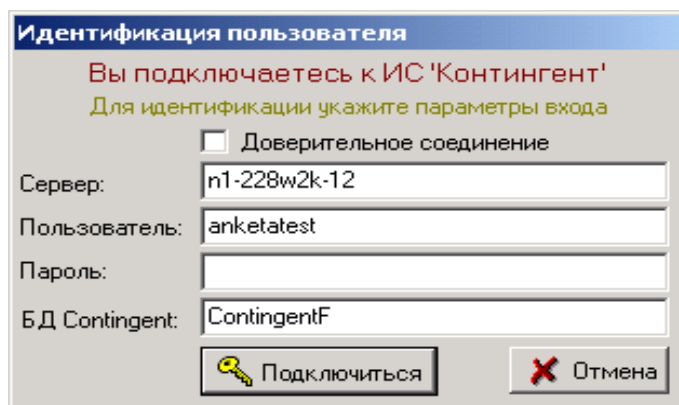 Идентификация пользователя
Вы подключаетесь к ИС 'Контингент'
Для идентификации укажите параметры входа
Доверительное соединение
Сервер: n1-228w2k-12
Пользователь: anketatest
Пароль:
БД Contingent: ContingentF
Подключиться Отмена